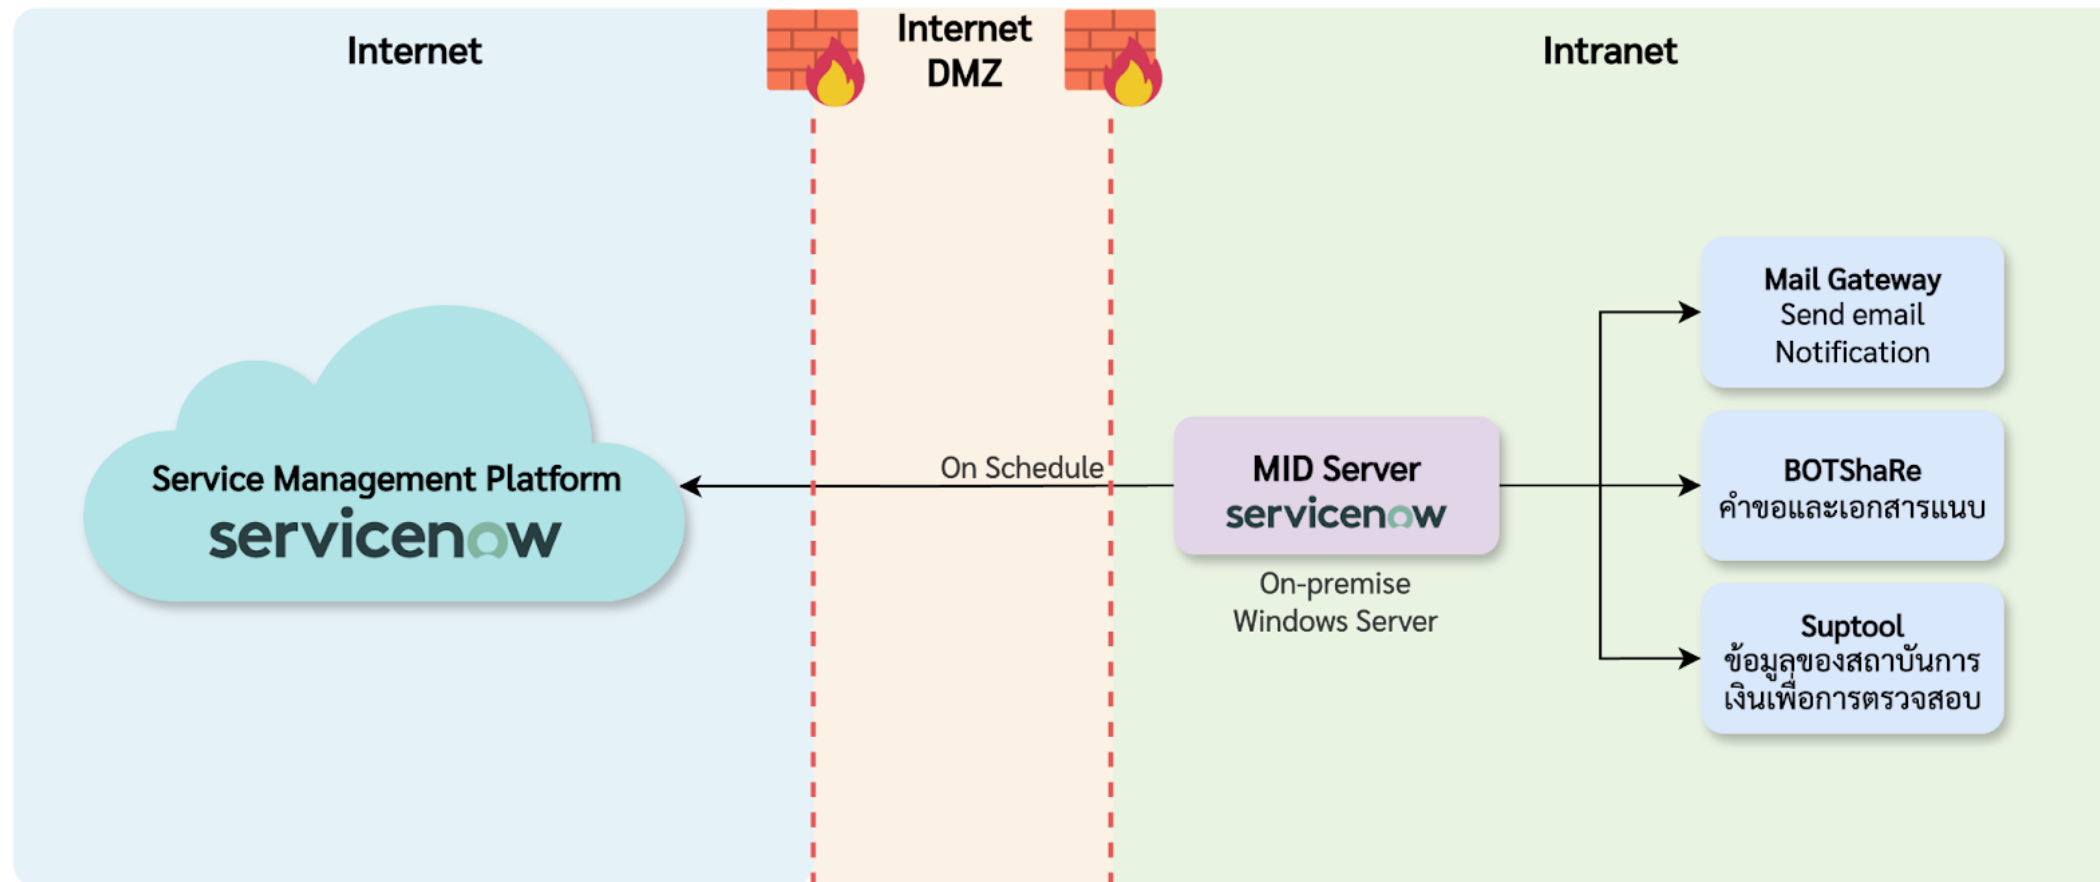 Internet
Internet
DMZ
Intranet
Service Management Platform
servicenow
On Schedule
MID Server
servicenow
On-premise
Windows Server
Mail Gateway
Send email
Notification
BOTShaRe
คำขอและเอกสารแนบ
Suptool
ข้อมูลของสถาบันการ
เงินเพื่อการตรวจสอบ